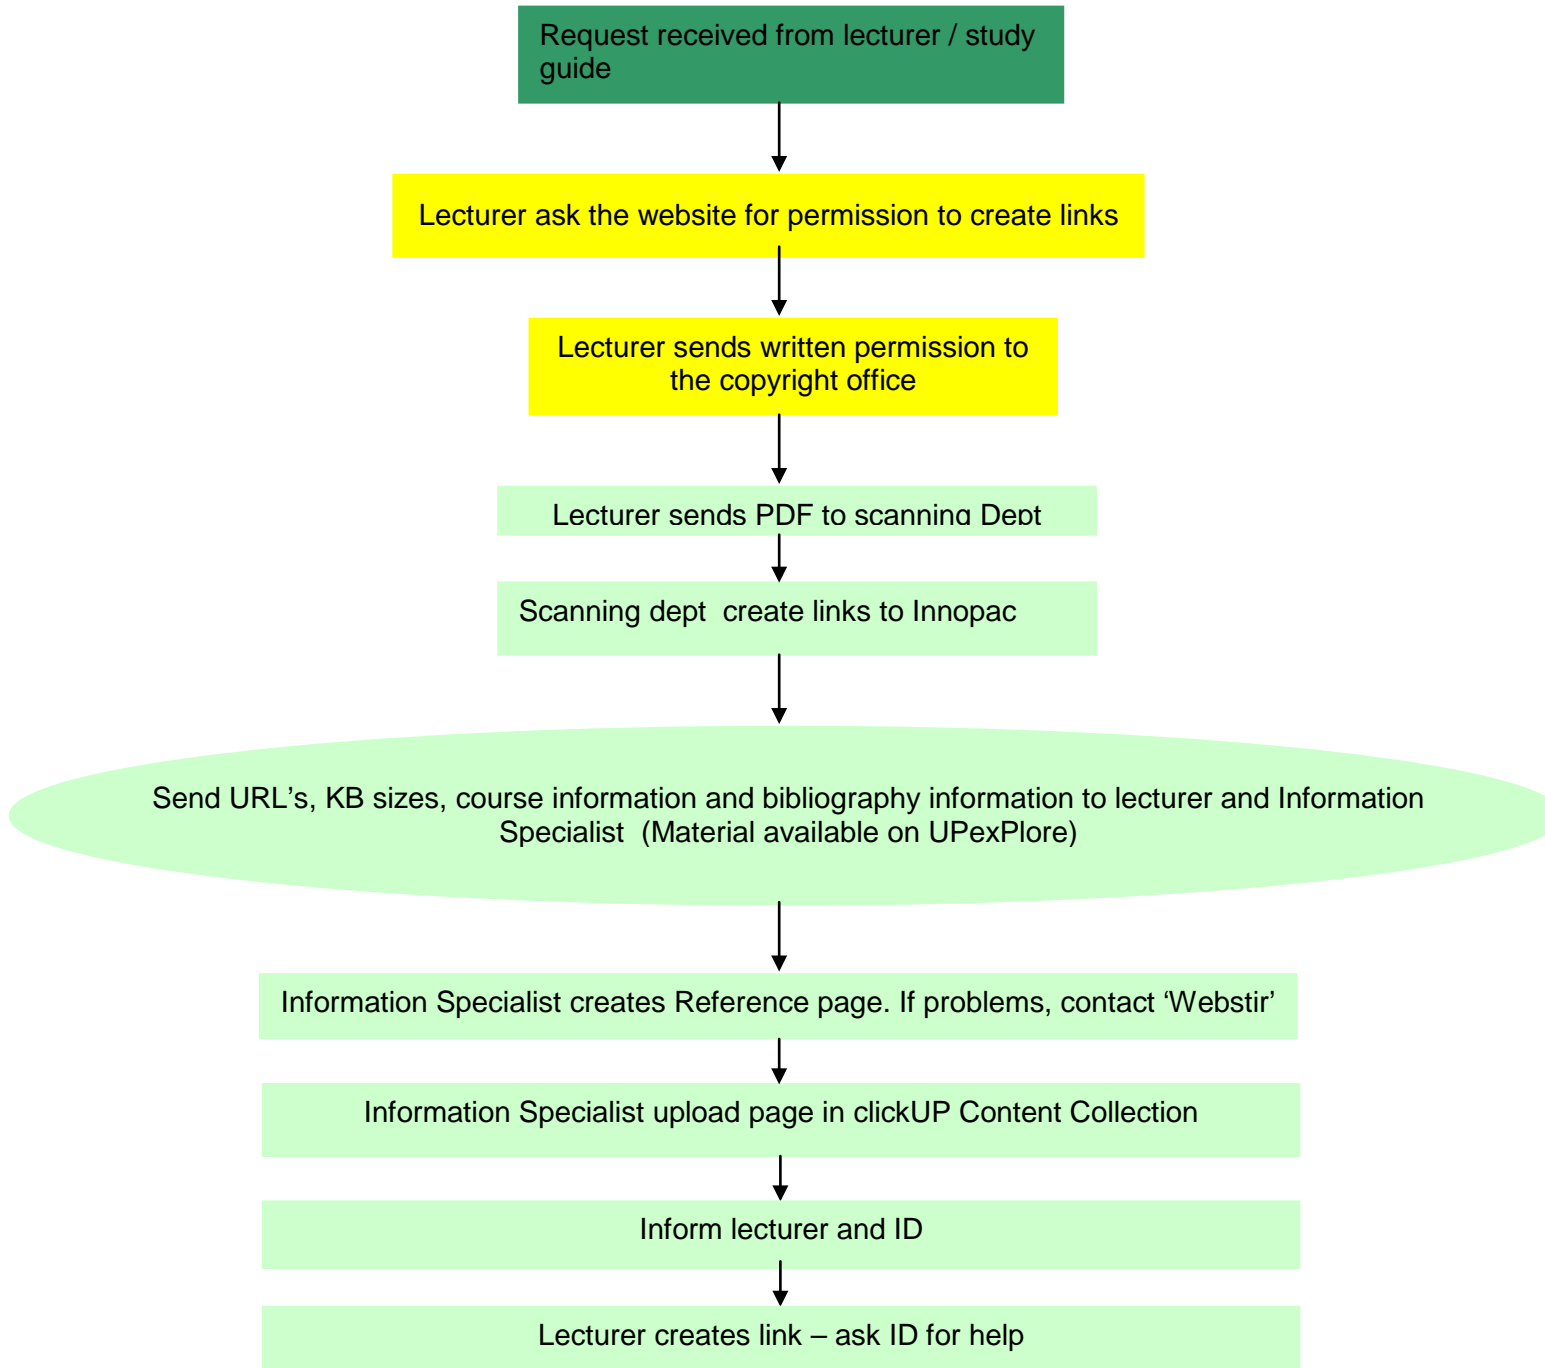 Request received from lecturer / study
guide
Lecturer ask the website for permission to create links
Lecturer sends written permission to
the copyright office
Lecturer sends PDF to scanning Dept
Scanning dept  create links to Innopac
Send URL’s, KB sizes, course information and bibliography information to lecturer and Information
Specialist  (Material available on UPexPlore)
Information Specialist creates Reference page. If problems, contact ‘Webstir’
Information Specialist upload page in clickUP Content Collection
Inform lecturer and ID
Lecturer creates link – ask ID for help